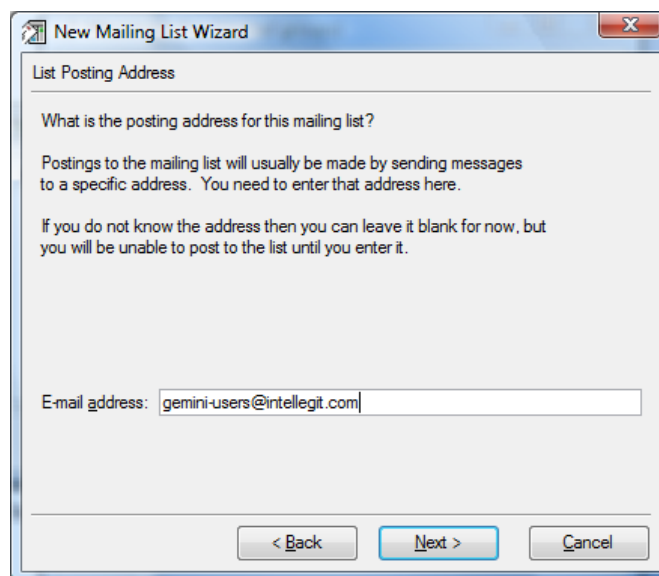 New Mailing List Wizard
List Posting Address
What is the posting address for this mailing list?
Postings to the mailing list will usually be made by sending messages
to a specific address.  You need to enter that address here.
If you do not know the address then you can leave it blank for now, but
you will be unable to post to the list until you enter it.
E-mail address: gemini-users@intellegit.com
< Back Next > Cancel